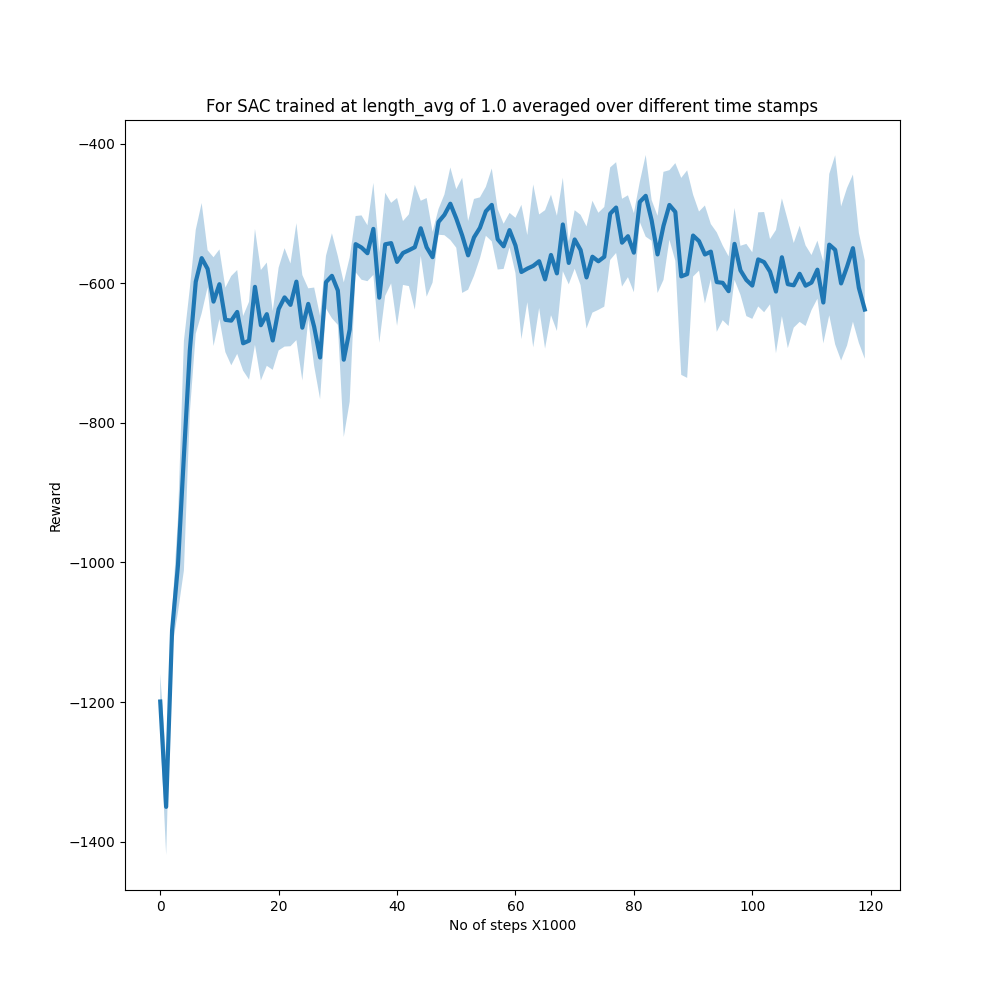 For SAC trained at length_avg of 1.0 averaged over different time stamps
−400
−600
−800
−1000
−1200
−1400
Reward
0 20 40 60 80 100 120
No of steps X1000